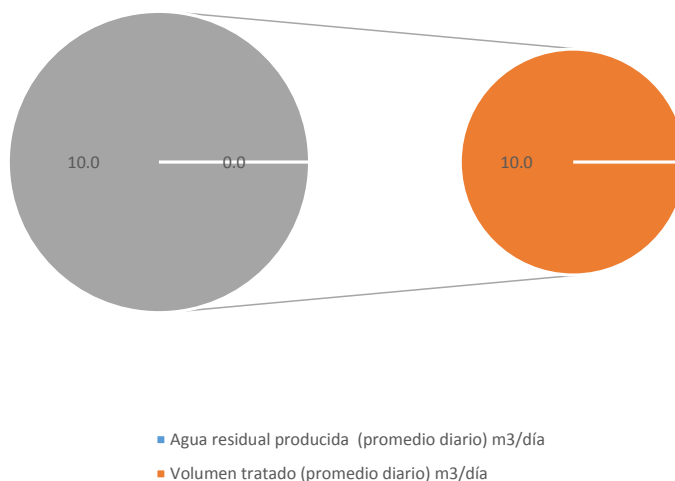 10.0 0.0 10.0
Agua residual producida (promedio diario) m3/día
Volumen tratado (promedio diario) m3/día